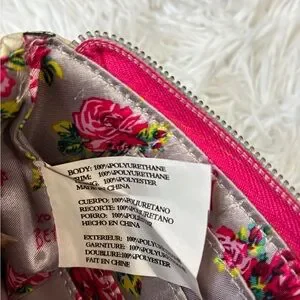 BODY: 100%POLYURETHANE
TRIM: 100%POLYURETHANE
LINING: 100%POLYESTER
MADE IN CHINA
CUERPO: 100%POLIURETANO
RECORTE: 100%POLIURETANO
FORRO: 100%POLIESTER
HECHO EN CHINA
EXTERIEUR: 100%POLYURETHANE
GARNITURE: 100%POLYURETHANE
DOUBLURE:100%POLYESTER
FAIT EN CHINE